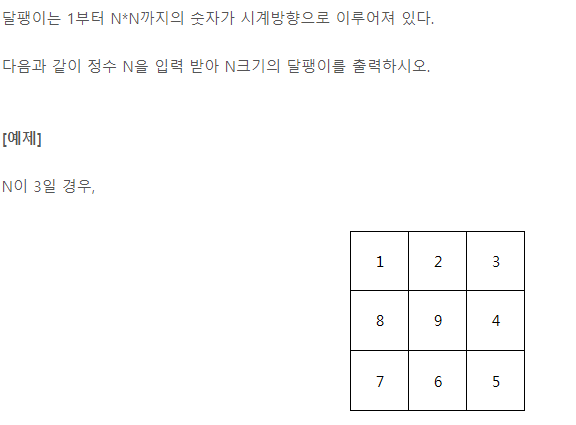 달팽이는 1부터 N*N까지의 숫자가 시계방향으로 이루어져 있다.
다음과 같이 정수 N을 입력 받아 N크기의 달팽이를 출력하시오.
[예제]
N이 3일 경우,
1 2 3
8 9 4
7 6 5